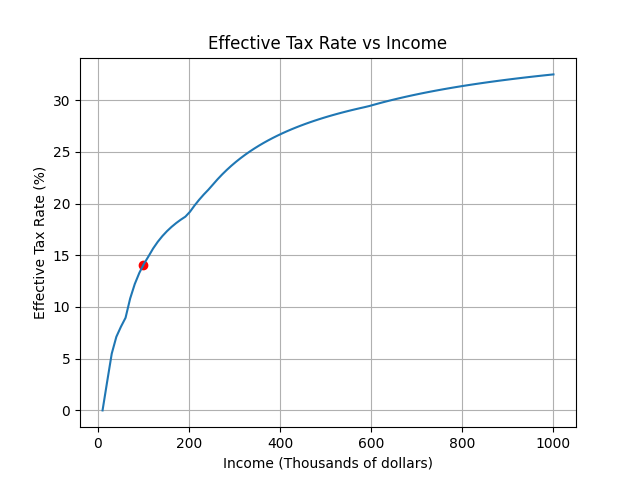 Effective Tax Rate vs Income
30
25
20
15
10
5
0
Effective Tax Rate (%)
0 200 400 600 800 1000
Income (Thousands of dollars)